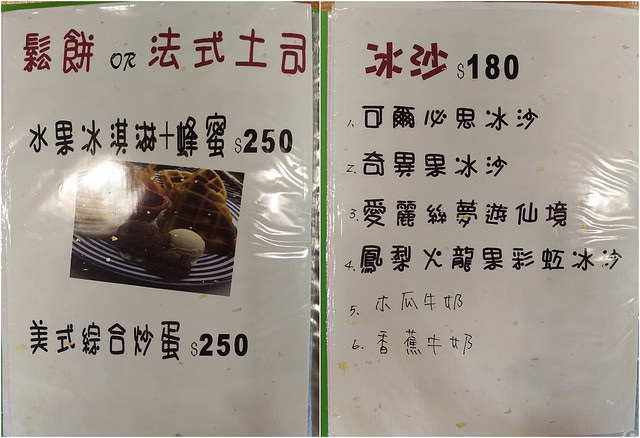 鬆餅 OR 法式土司
水果冰淇淋+蜂蜜 $250
美式綜合炒蛋 $250
冰沙 $180
1. 可爾必思冰沙
2. 奇異果冰沙
3. 愛麗絲夢遊仙境
4. 鳳梨火龍果彩虹冰沙
5. 木瓜牛奶
6. 香蕉牛奶